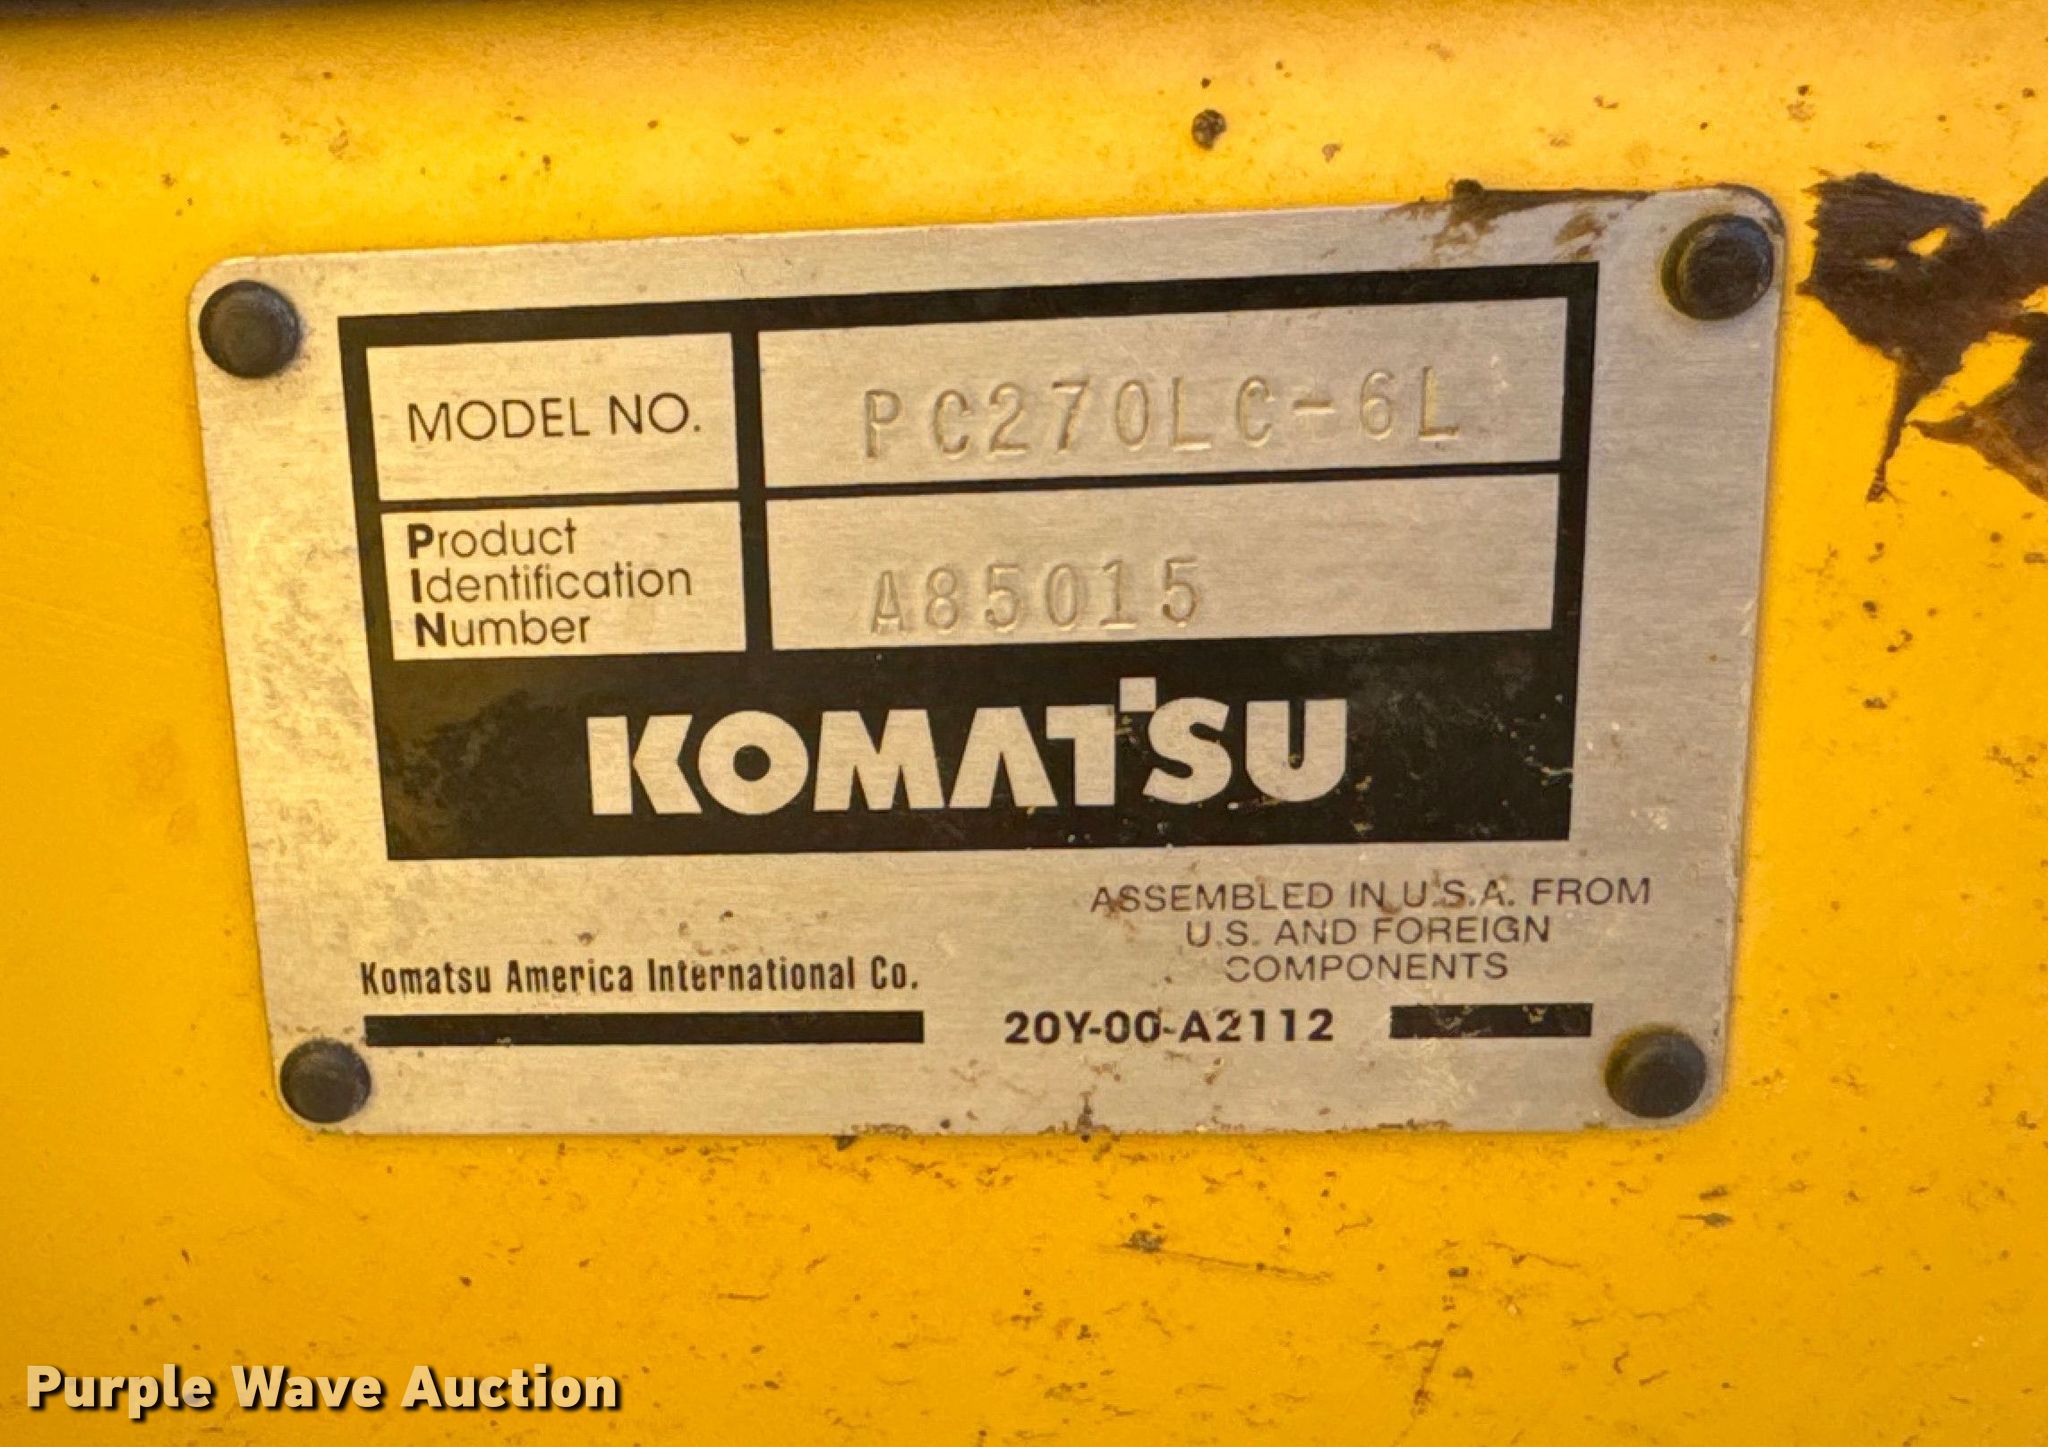 MODEL NO.
PC270LC-6L
Product
Identification
Number
A85015
KOMATSU
ASSEMBLED IN U.S.A. FROM
U.S. AND FOREIGN
COMPONENTS
Komatsu America International Co.
20Y-00-A2112
Purple Wave Auction